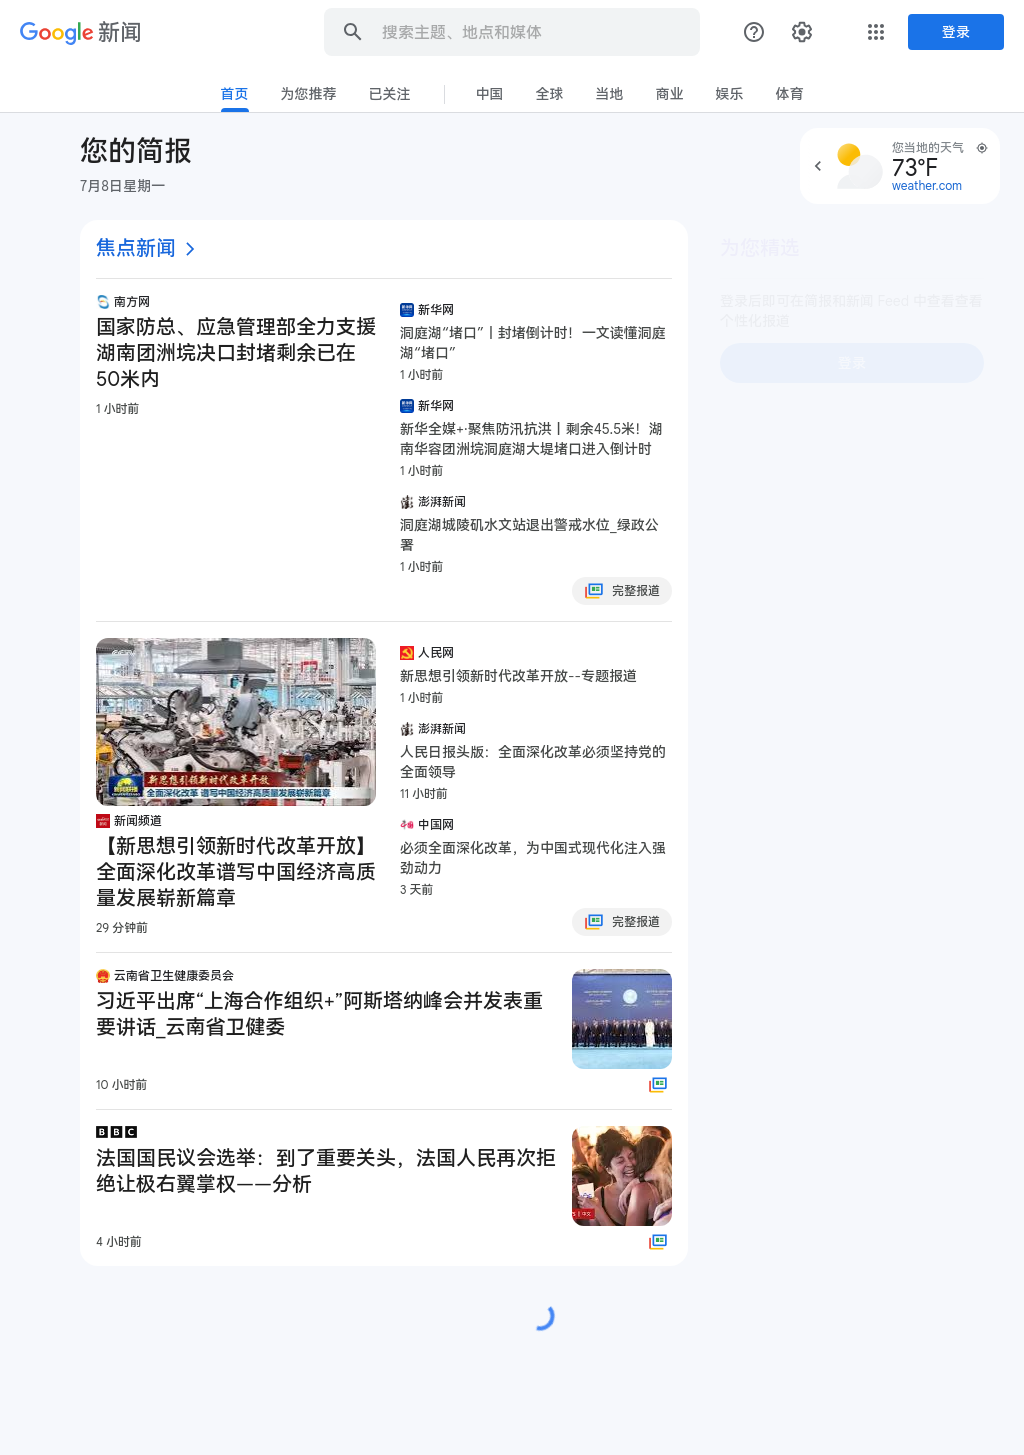 Google 新闻
搜索主题、地点和媒体
登录
首页
为您推荐
已关注
中国
全球
当地
商业
娱乐
体育
您的简报
7月8日星期一
您当地的天气
73°F
weather.com
焦点新闻
南方网
国家防总、应急管理部全力支援
湖南团洲垸决口封堵剩余已在
50米内
1 小时前
新华网
洞庭湖“堵口”丨封堵倒计时！一文读懂洞庭
湖“堵口”
1 小时前
新华网
新华全媒+·聚焦防汛抗洪丨剩余45.5米！湖
南华容团洲垸洞庭湖大堤堵口进入倒计时
1 小时前
澎湃新闻
洞庭湖城陵矶水文站退出警戒水位_绿政公
署
1 小时前
完整报道
为您精选
登录后即可在简报和新闻 Feed 中查看查看
个性化报道
登录
CCTV
新思想引领新时代改革开放
全面深化改革 谱写中国经济高质量发展崭新篇章
新闻频道
【新思想引领新时代改革开放】
全面深化改革谱写中国经济高质
量发展崭新篇章
29 分钟前
人民网
新思想引领新时代改革开放--专题报道
1 小时前
澎湃新闻
人民日报头版：全面深化改革必须坚持党的
全面领导
11 小时前
中国网
必须全面深化改革，为中国式现代化注入强
劲动力
3 天前
完整报道
云南省卫生健康委员会
习近平出席“上海合作组织+”阿斯塔纳峰会并发表重
要讲话_云南省卫健委
10 小时前
BBC
法国国民议会选举：到了重要关头，法国人民再次拒
绝让极右翼掌权——分析
4 小时前